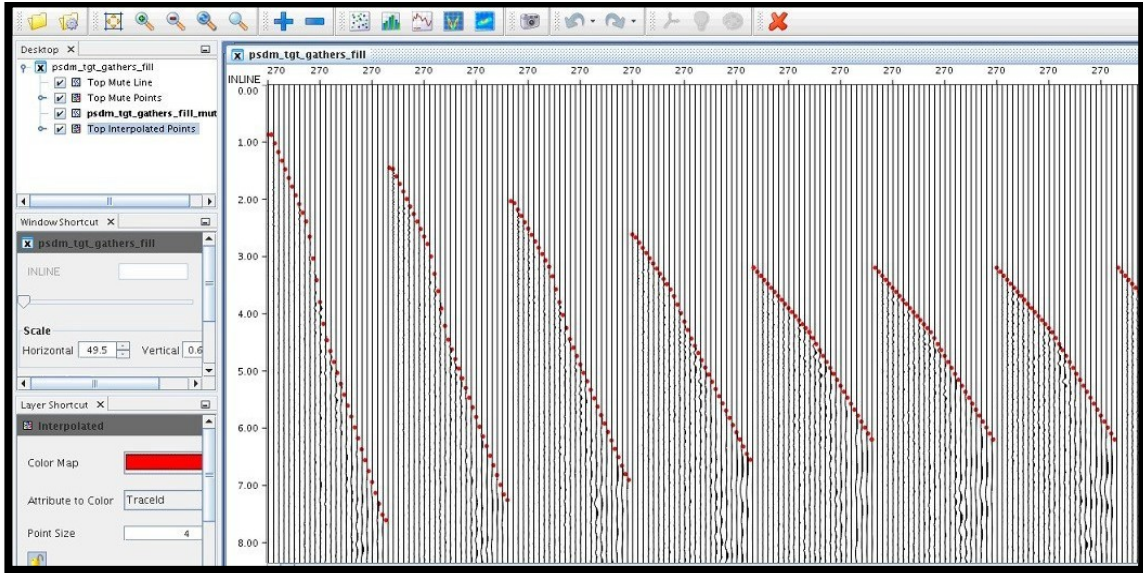 Desktop X
psdm_tgt_gathers_fill
Top Mute Line
Top Mute Points
psdm_tgt_gathers_fill_mut
Top Interpolated Points
Window Shortcut X
psdm_tgt_gathers_fill
INLINE
Scale
Horizontal 49.5 Vertical 0.6
Layer Shortcut X
Interpolated
Color Map
Attribute to Color TraceId
Point Size 4
psdm_tgt_gathers_fill
INLINE 270 270 270 270 270 270 270 270 270 270 270 270 270 270 270 270 270 270
0.00
1.00
2.00
3.00
4.00
5.00
6.00
7.00
8.00